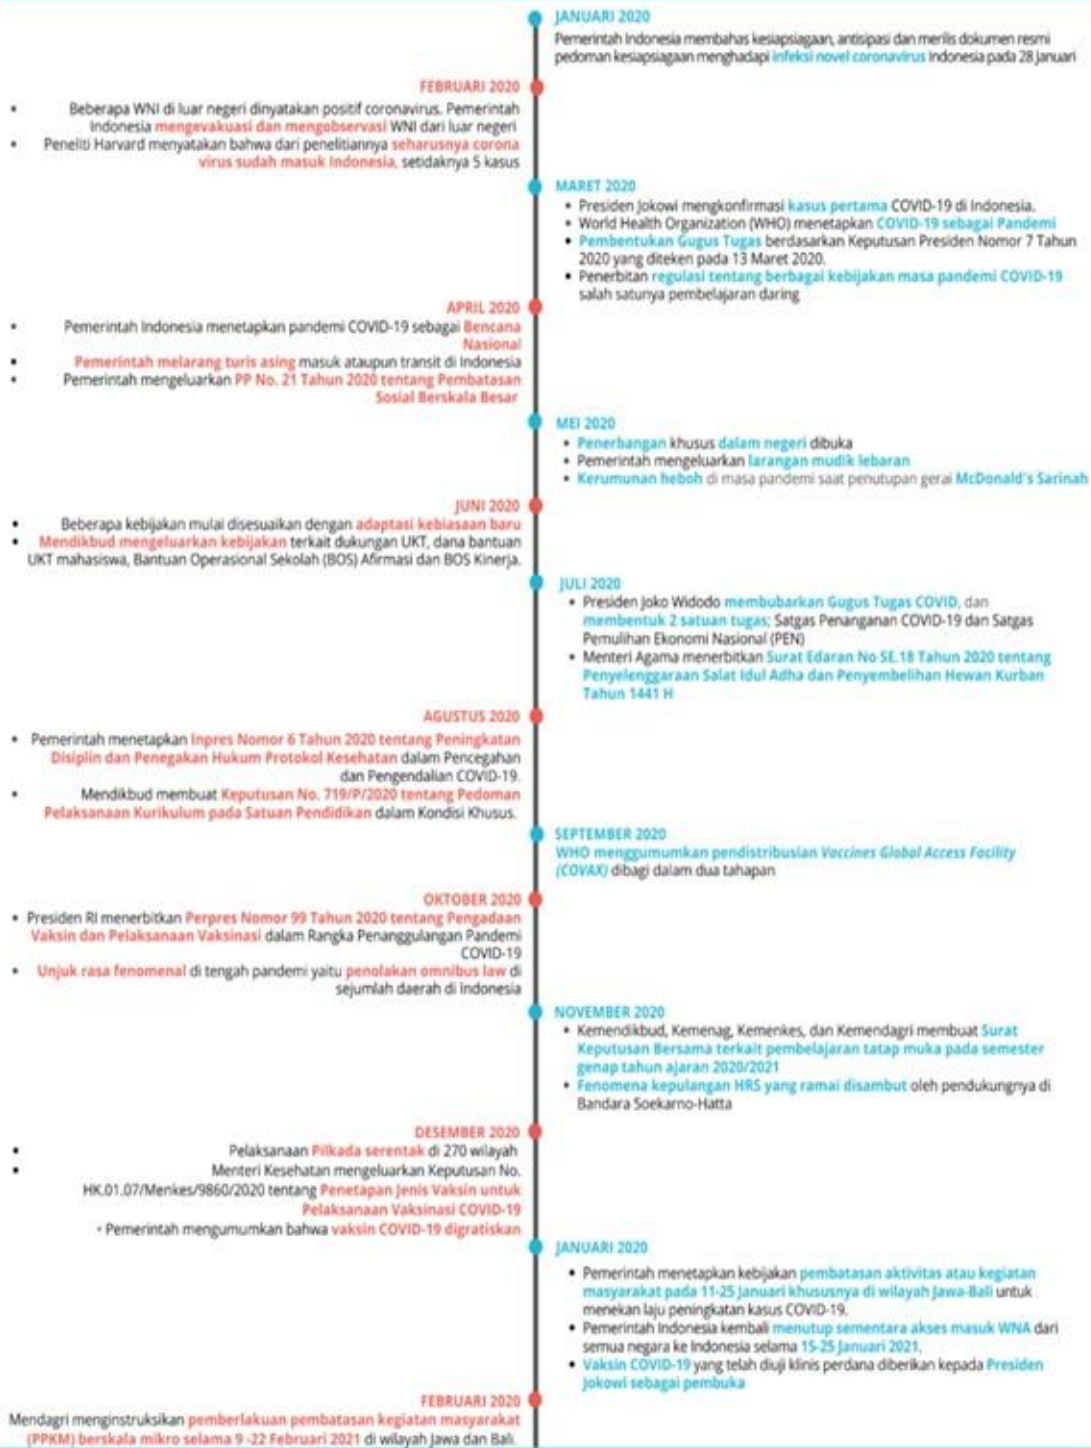 JANUARI 2020
Pemerintah Indonesia membahas kesiapsiagaan, antisipasi dan merilis dokumen resmi
pedoman kesiapsiagaan menghadapi infeksi novel coronavirus Indonesia pada 28 Januari
FEBRUARI 2020
• Beberapa WNI di luar negeri dinyatakan positif coronavirus. Pemerintah
Indonesia mengevakuasi dan mengobservasi WNI dari luar negeri
• Peneliti Harvard menyatakan bahwa dari penelitiannya seharusnya corona
virus sudah masuk Indonesia, setidaknya 5 kasus
MARET 2020
• Presiden Jokowi mengkonfirmasi kasus pertama COVID-19 di Indonesia.
• World Health Organization (WHO) menetapkan COVID-19 sebagai Pandemi
• Pembentukan Gugus Tugas berdasarkan Keputusan Presiden Nomor 7 Tahun
2020 yang diteken pada 13 Maret 2020.
• Penerbitan regulasi tentang berbagai kebijakan masa pandemi COVID-19
salah satunya pembelajaran daring
APRIL 2020
• Pemerintah Indonesia menetapkan pandemi COVID-19 sebagai Bencana
Nasional
• Pemerintah melarang turis asing masuk ataupun transit di Indonesia
• Pemerintah mengeluarkan PP No. 21 Tahun 2020 tentang Pembatasan
Sosial Berskala Besar
MEI 2020
• Penerbangan khusus dalam negeri dibuka
• Pemerintah mengeluarkan larangan mudik lebaran
• Kerumunan heboh di masa pandemi saat penutupan gerai McDonald's Sarinah
JUNI 2020
• Beberapa kebijakan mulai disesuaikan dengan adaptasi kebiasaan baru
• Mendikbud mengeluarkan kebijakan terkait dukungan UKT, dana bantuan
UKT mahasiswa, Bantuan Operasional Sekolah (BOS) Afirmasi dan BOS Kinerja.
JULI 2020
• Presiden Joko Widodo membubarkan Gugus Tugas COVID, dan
membentuk 2 satuan tugas; Satgas Penanganan COVID-19 dan Satgas
Pemulihan Ekonomi Nasional (PEN)
• Menteri Agama menerbitkan Surat Edaran No SE.18 Tahun 2020 tentang
Penyelenggaraan Salat Idul Adha dan Penyembelihan Hewan Kurban
Tahun 1441 H
AGUSTUS 2020
• Pemerintah menetapkan Inpres Nomor 6 Tahun 2020 tentang Peningkatan
Disiplin dan Penegakan Hukum Protokol Kesehatan dalam Pencegahan
dan Pengendalian COVID-19.
• Mendikbud membuat Keputusan No. 719/P/2020 tentang Pedoman
Pelaksanaan Kurikulum pada Satuan Pendidikan dalam Kondisi Khusus.
SEPTEMBER 2020
WHO menggumumkan pendistribusian Vaccines Global Access Facility
(COVAX) dibagi dalam dua tahapan
OKTOBER 2020
• Presiden RI menerbitkan Perpres Nomor 99 Tahun 2020 tentang Pengadaan
Vaksin dan Pelaksanaan Vaksinasi dalam Rangka Penanggulangan Pandemi
COVID-19
• Unjuk rasa fenomenal di tengah pandemi yaitu penolakan omnibus law di
sejumlah daerah di Indonesia
NOVEMBER 2020
• Kemendikbud, Kemenag, Kemenkes, dan Kemendagri membuat Surat
Keputusan Bersama terkait pembelajaran tatap muka pada semester
genap tahun ajaran 2020/2021
• Fenomena kepulangan HRS yang ramai disambut oleh pendukungnya di
Bandara Soekarno-Hatta
DESEMBER 2020
• Pelaksanaan Pilkada serentak di 270 wilayah
• Menteri Kesehatan mengeluarkan Keputusan No.
HK.01.07/Menkes/9860/2020 tentang Penetapan Jenis Vaksin untuk
Pelaksanaan Vaksinasi COVID-19
• Pemerintah mengumumkan bahwa vaksin COVID-19 digratiskan
JANUARI 2020
• Pemerintah menetapkan kebijakan pembatasan aktivitas atau kegiatan
masyarakat pada 11-25 Januari khususnya di wilayah Jawa-Bali untuk
menekan laju peningkatan kasus COVID-19.
• Pemerintah Indonesia kembali menutup sementara akses masuk WNA dari
semua negara ke Indonesia selama 15-25 Januari 2021.
• Vaksin COVID-19 yang telah diuji klinis perdana diberikan kepada Presiden
Jokowi sebagai pembuka
FEBRUARI 2020
Mendagri menginstruksikan pemberlakuan pembatasan kegiatan masyarakat
(PPKM) berskala mikro selama 9 -22 Februari 2021 di wilayah Jawa dan Bali.